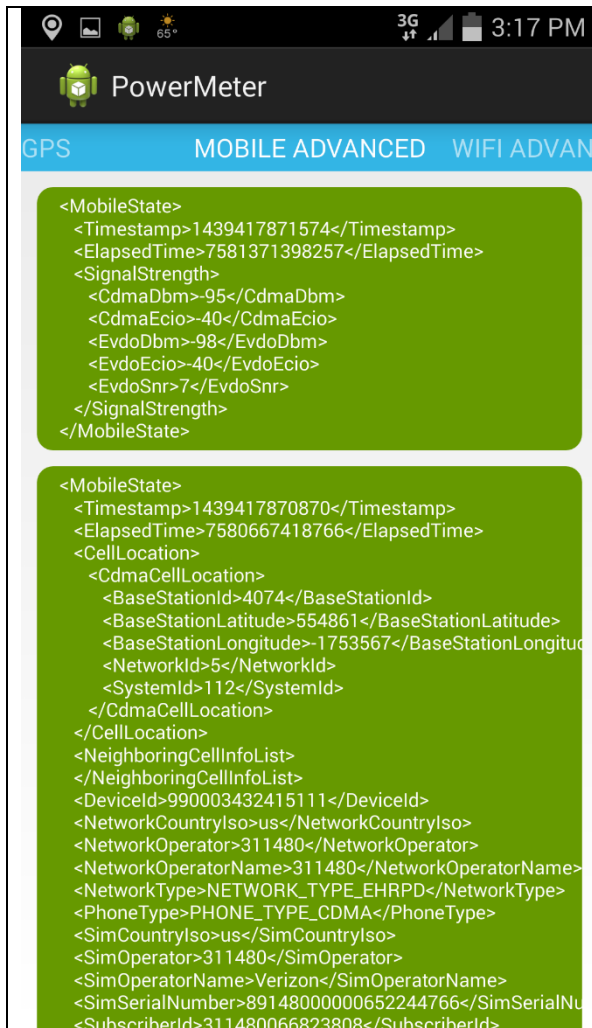 65°
3G
3:17 PM
PowerMeter
GPS MOBILE ADVANCED WIFI ADVAN
<MobileState>
<Timestamp>1439417871574</Timestamp>
<ElapsedTime>7581371398257</ElapsedTime>
<SignalStrength>
<CdmaDbm>-95</CdmaDbm>
<CdmaEcio>-40</CdmaEcio>
<EvdoDbm>-98</EvdoDbm>
<EvdoEcio>-40</EvdoEcio>
<EvdoSnr>7</EvdoSnr>
</SignalStrength>
</MobileState>
<MobileState>
<Timestamp>1439417870870</Timestamp>
<ElapsedTime>7580667418766</ElapsedTime>
<CellLocation>
<CdmaCellLocation>
<BaseStationId>4074</BaseStationId>
<BaseStationLatitude>554861</BaseStationLatitude>
<BaseStationLongitude>-1753567</BaseStationLongitud
<NetworkId>5</NetworkId>
<SystemId>112</SystemId>
</CdmaCellLocation>
</CellLocation>
<NeighboringCellInfoList>
</NeighboringCellInfoList>
<DeviceId>990003432415111</DeviceId>
<NetworkCountryIso>us</NetworkCountryIso>
<NetworkOperator>311480</NetworkOperator>
<NetworkOperatorName>311480</NetworkOperatorName>
<NetworkType>NETWORK_TYPE_EHRPD</NetworkType>
<PhoneType>PHONE_TYPE_CDMA</PhoneType>
<SimCountryIso>us</SimCountryIso>
<SimOperator>311480</SimOperator>
<SimOperatorName>Verizon</SimOperatorName>
<SimSerialNumber>89148000000652244766</SimSerialNu
<SubscriberId>311480066823808</SubscriberId>